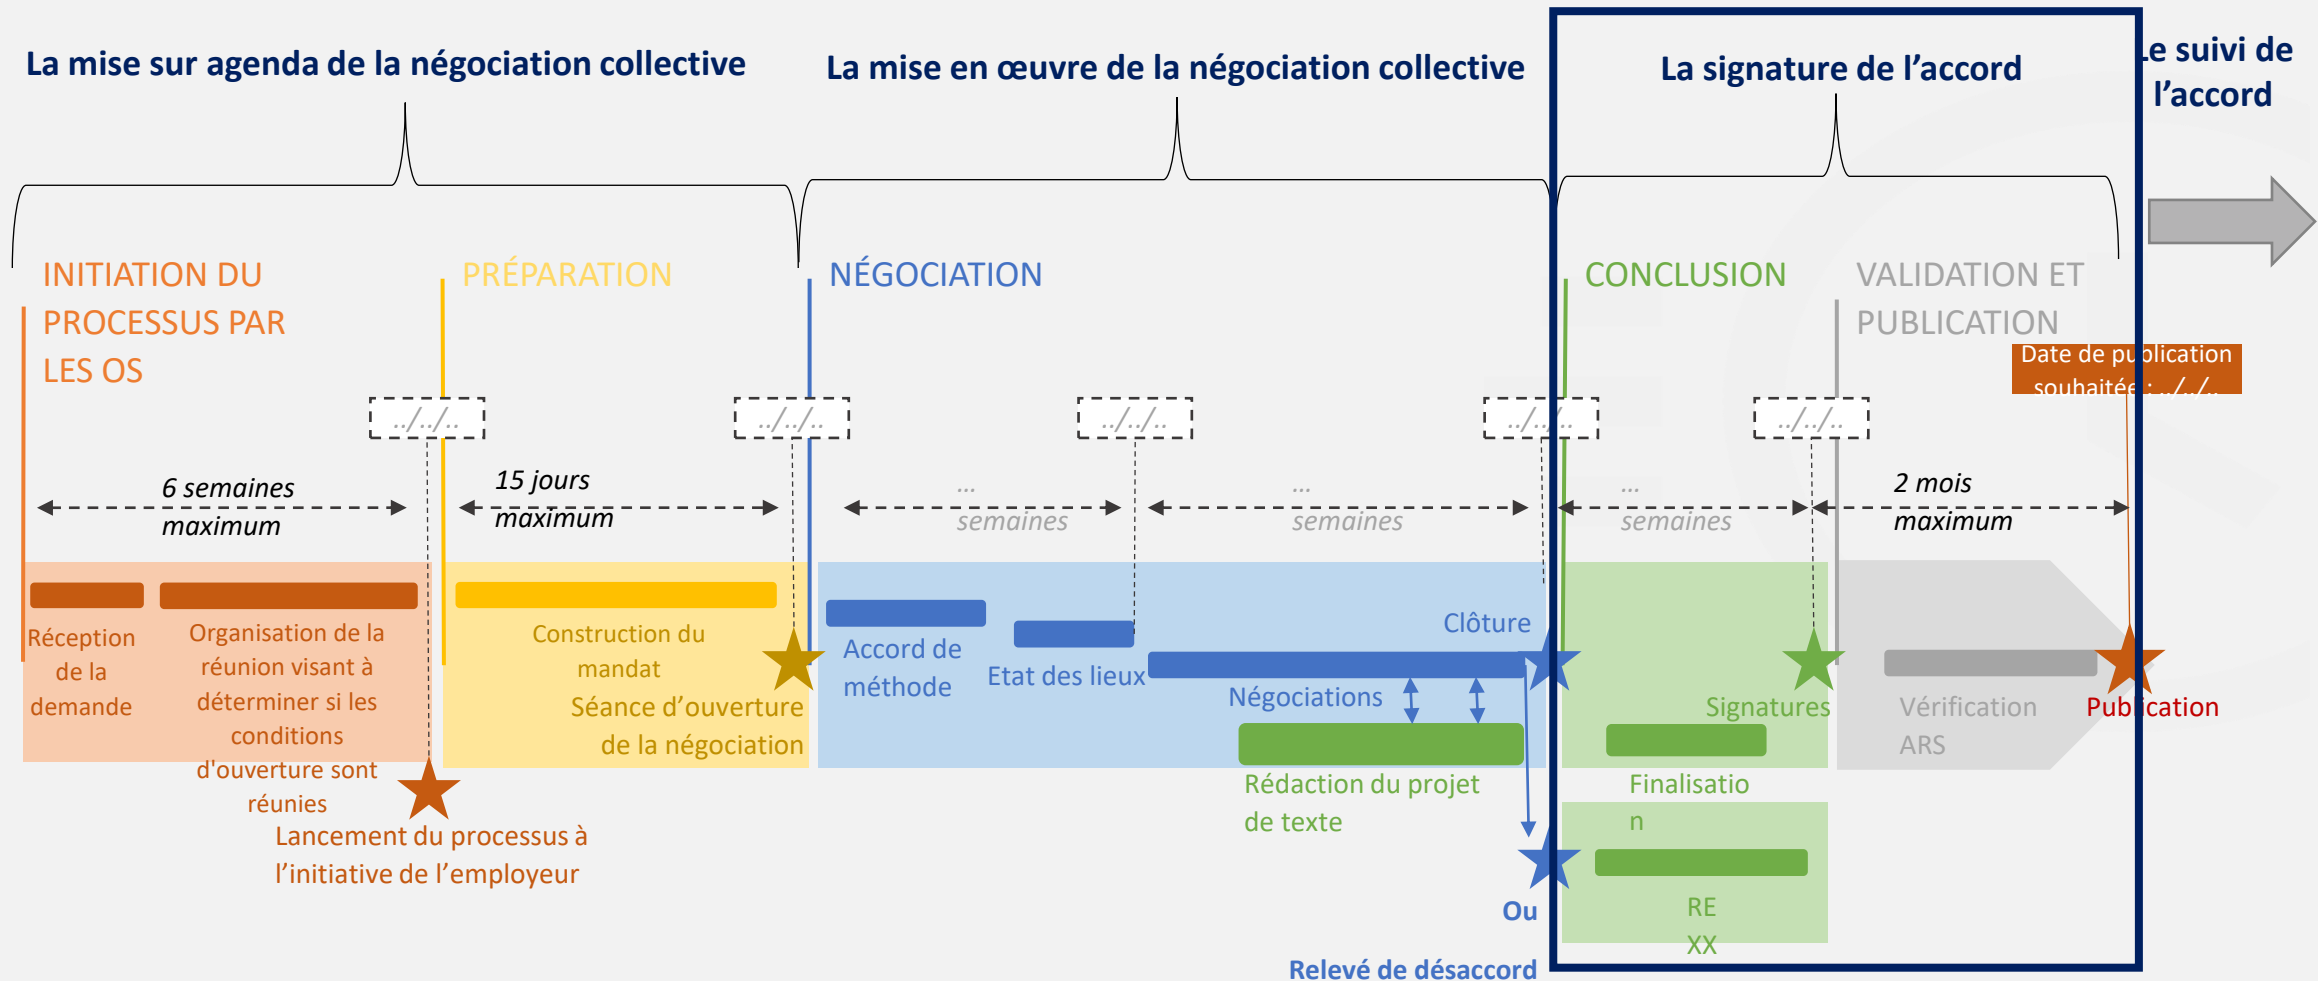 La mise sur agenda de la négociation collective
La mise en œuvre de la négociation collective
La signature de l’accord
Le suivi de
l’accord
INITIATION DU
PROCESSUS PAR
LES OS
PRÉPARATION
NÉGOCIATION
CONCLUSION
VALIDATION ET
PUBLICATION
Date de publication
souhaitée : ../../..
../../..
../../..
../../..
../../..
../../..
6 semaines
maximum
15 jours
maximum
...
semaines
...
semaines
...
semaines
2 mois
maximum
Réception
de la
demande
Organisation de la
réunion visant à
déterminer si les
conditions
d'ouverture sont
réunies
Lancement du processus à
l’initiative de l’employeur
Construction du
mandat
Séance d’ouverture
de la négociation
Accord de
méthode
Etat des lieux
Négociations
Clôture
Rédaction du projet
de texte
Ou
Relevé de désaccord
Signatures
Finalisatio
n
RE
XX
Vérification
ARS
Publication